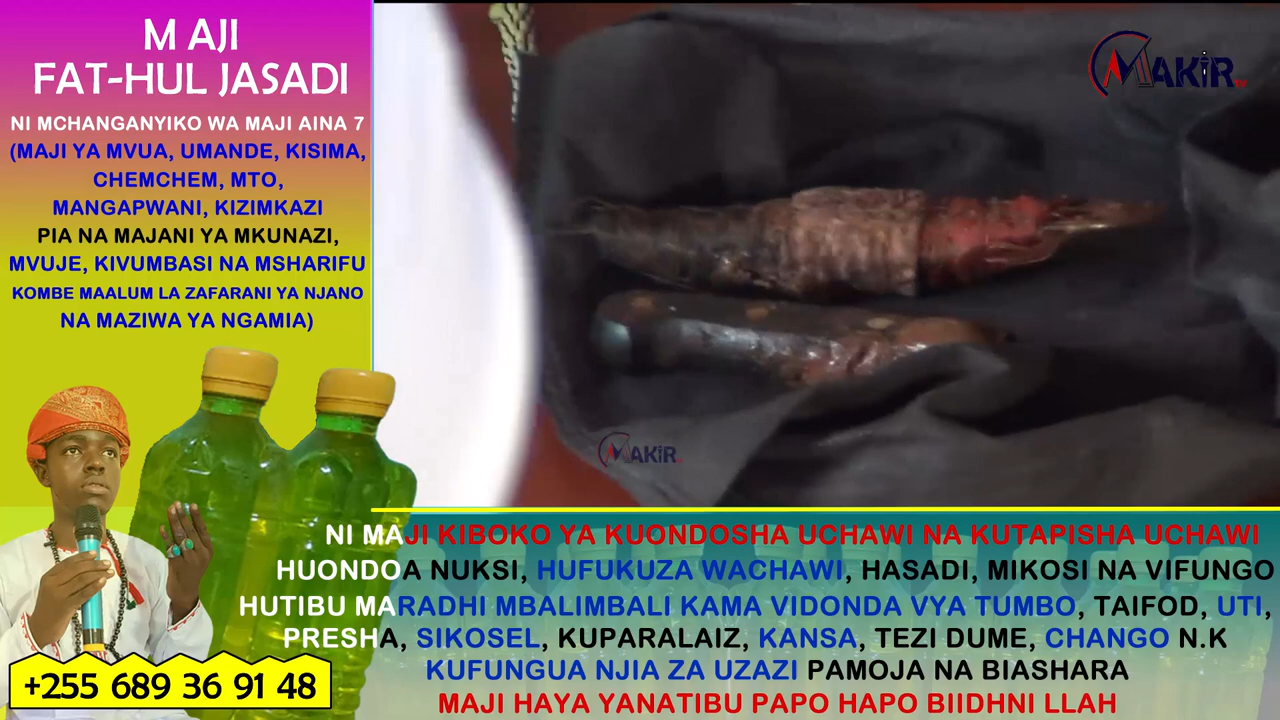 M AJI
FAT-HUL JASADI
NI MCHANGANYIKO WA MAJI AINA 7
(MAJI YA MVUA, UMANDE, KISIMA,
CHEMCHEM, MTO,
MANGAPWANI, KIZIMKAZI
PIA NA MAJANI YA MKUNAZI,
MVUJE, KIVUMBASI NA MSHARIFU
KOMBE MAALUM LA ZAFARANI YA NJANO
NA MAZIWA YA NGAMIA)
+255 689 36 91 48
MAKIR TV
MAKIR
NI MAJI KIBOKO YA KUONDOSHA UCHAWI NA KUTAPISHA UCHAWI
HUONDOA NUKSI, HUFUKUZA WACHAWI, HASADI, MIKOSI NA VIFUNGO
HUTIBU MARADHI MBALIMBALI KAMA VIDONDA VYA TUMBO, TAIFOD, UTI,
PRESHA, SIKOSEL, KUPARALAIZ, KANSA, TEZI DUME, CHANGO N.K
KUFUNGUA NJIA ZA UZAZI PAMOJA NA BIASHARA
MAJI HAYA YANATIBU PAPO HAPO BIIDHNI LLAH